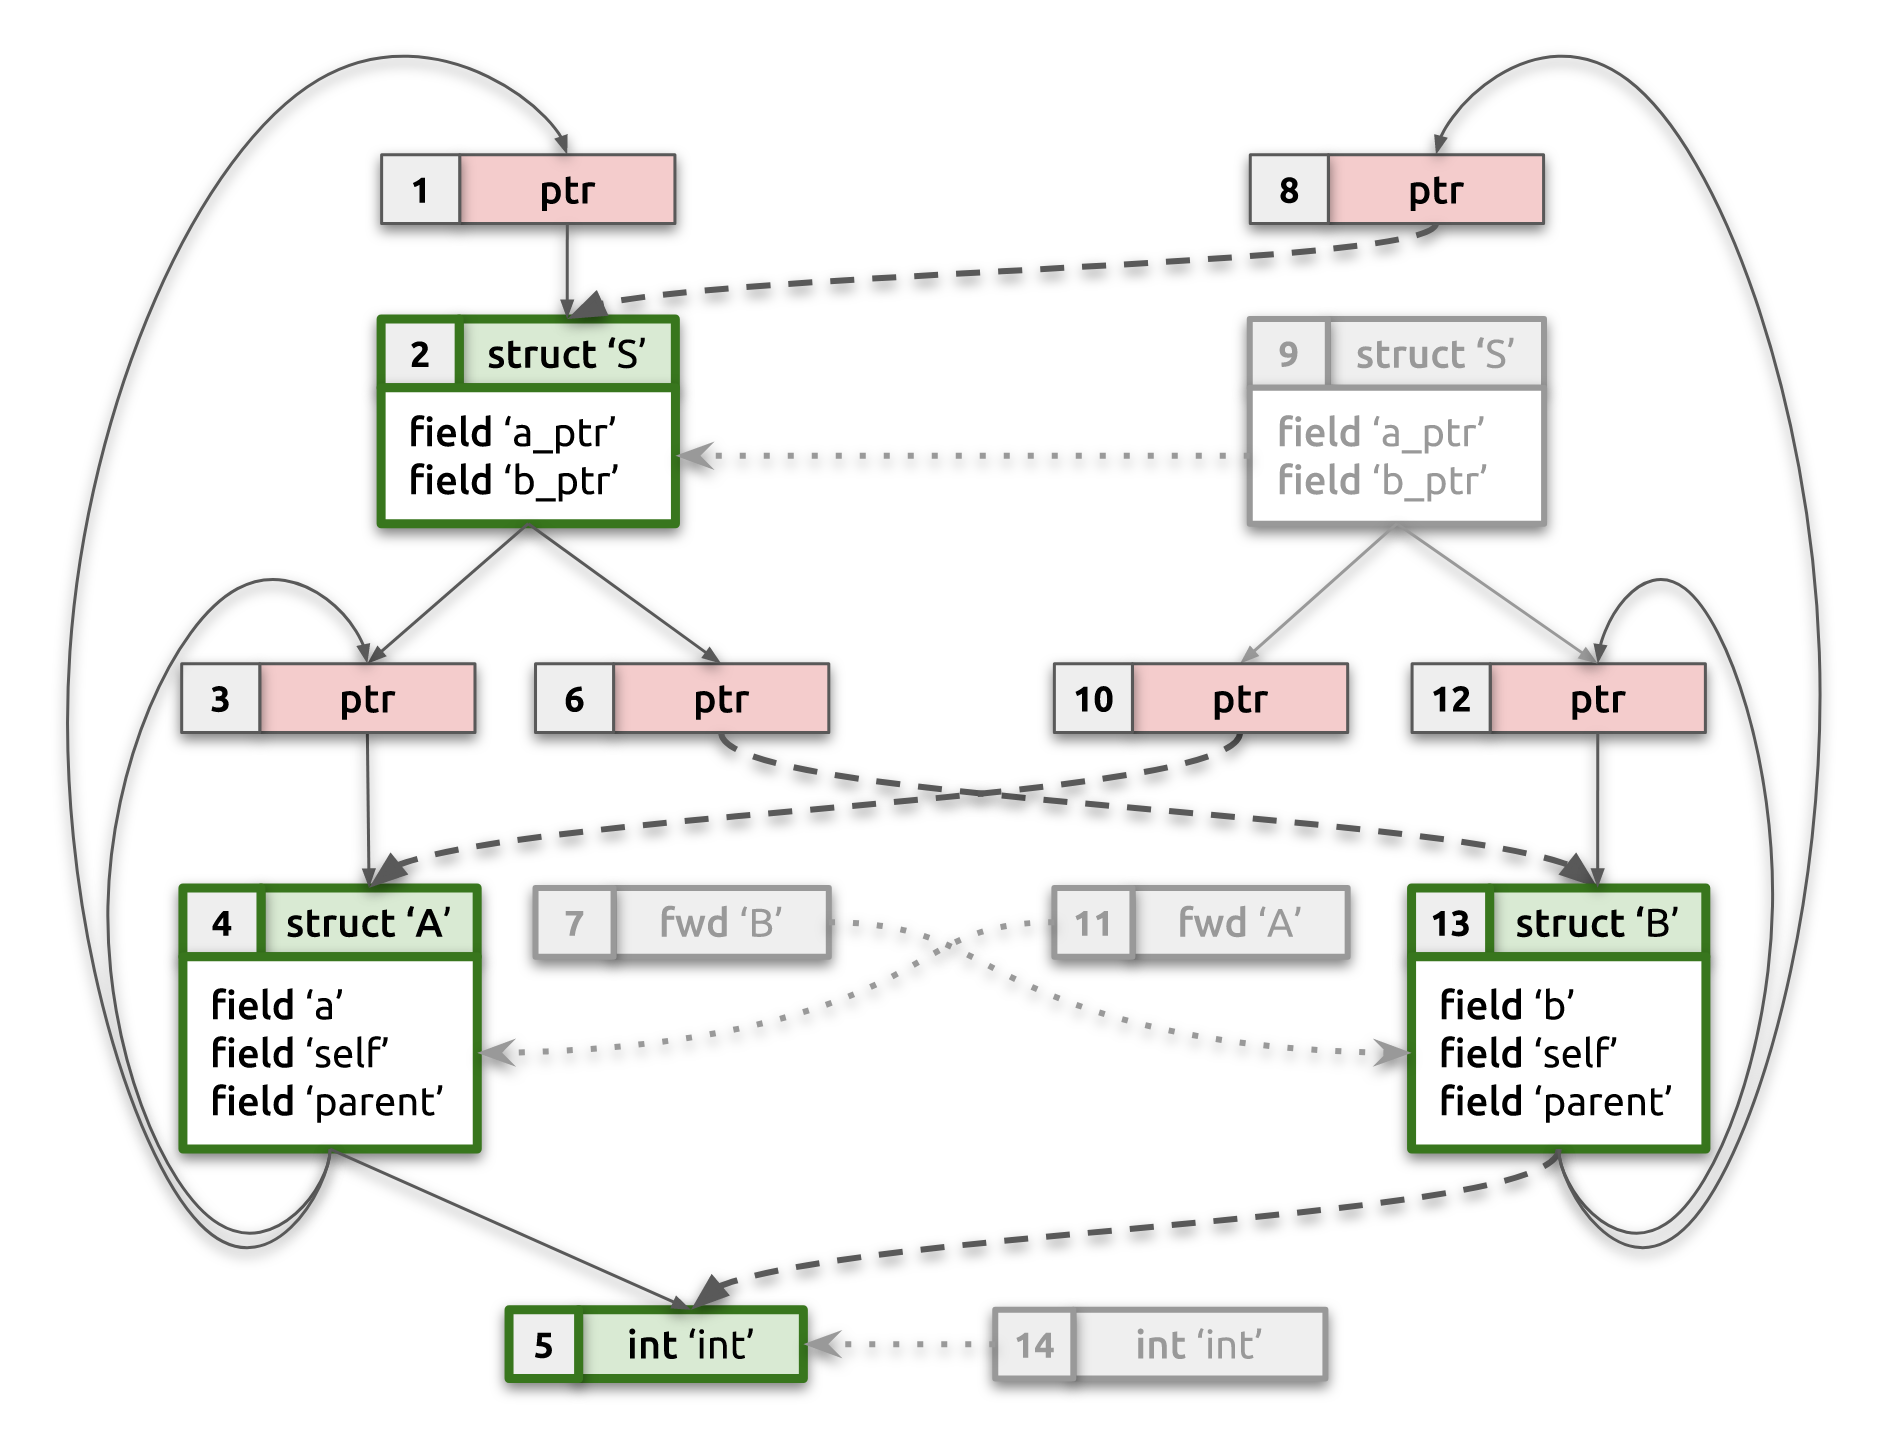 1 ptr
8 ptr
2 struct ‘S’
field ‘a_ptr’
field ‘b_ptr’
9 struct ‘S’
field ‘a_ptr’
field ‘b_ptr’
3 ptr
6 ptr
10 ptr
12 ptr
4 struct ‘A’
field ‘a’
field ‘self’
field ‘parent’
7 fwd ‘B’
11 fwd ‘A’
13 struct ‘B’
field ‘b’
field ‘self’
field ‘parent’
5 int ‘int’
14 int ‘int’